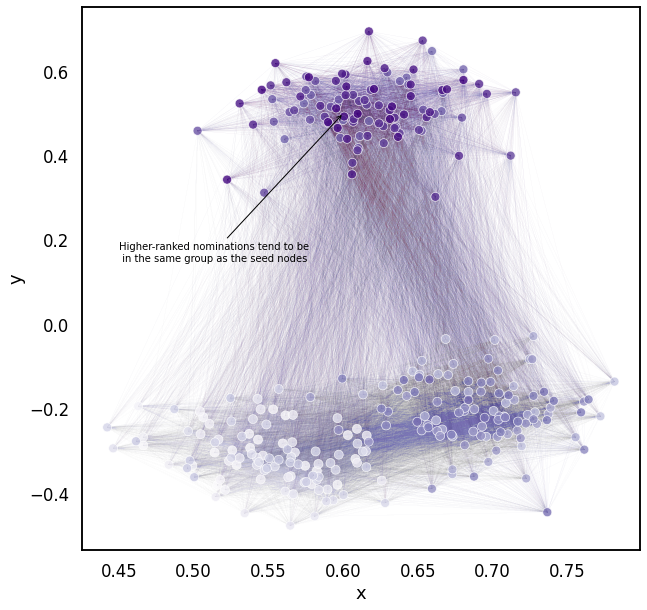 0.6
0.4
Higher-ranked nominations tend to be
in the same group as the seed nodes
0.2
y
0.0
−0.2
−0.4
0.45 0.50 0.55 0.60 0.65 0.70 0.75
x